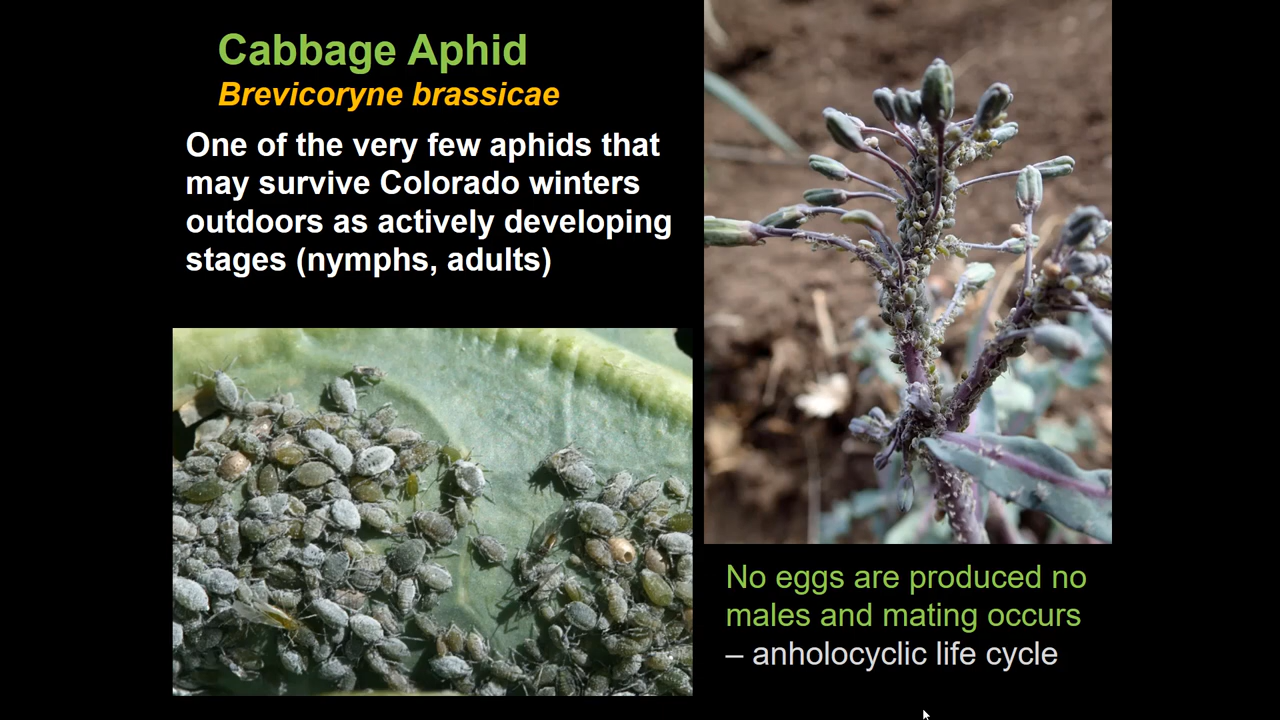 Cabbage Aphid
Brevicoryne brassicae
One of the very few aphids that
may survive Colorado winters
outdoors as actively developing
stages (nymphs, adults)
No eggs are produced no
males and mating occurs
– anholocyclic life cycle